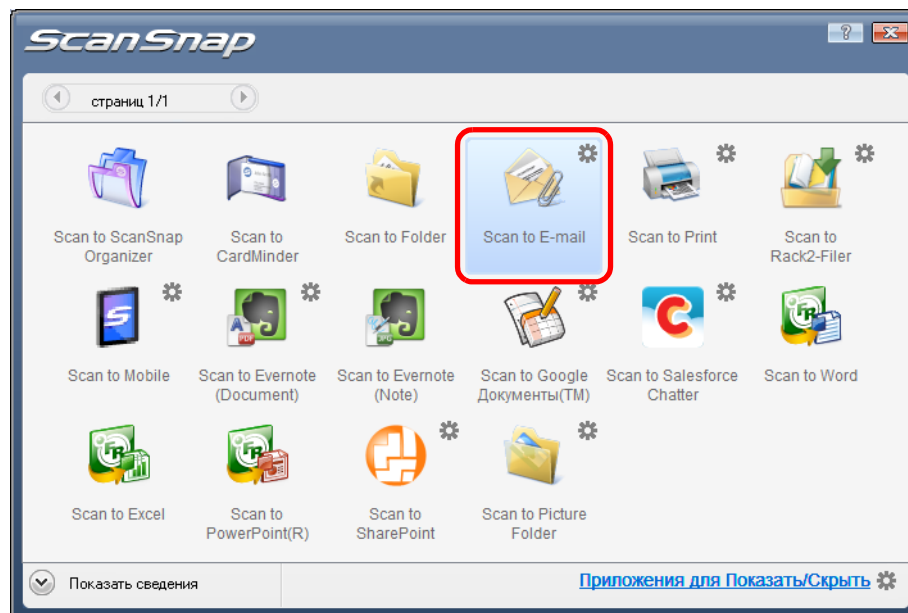 ScanSnap
страниц 1/1
Scan to ScanSnap
Organizer
Scan to
CardMinder
Scan to Folder
Scan to E-mail
Scan to Print
Scan to
Rack2-Filer
Scan to Mobile
Scan to Evernote
(Document)
Scan to Evernote
(Note)
Scan to Google
Документы(TM)
Scan to Salesforce
Chatter
Scan to Word
Scan to Excel
Scan to
PowerPoint(R)
Scan to
SharePoint
Scan to Picture
Folder
Показать сведения
Приложения для Показать/Скрыть